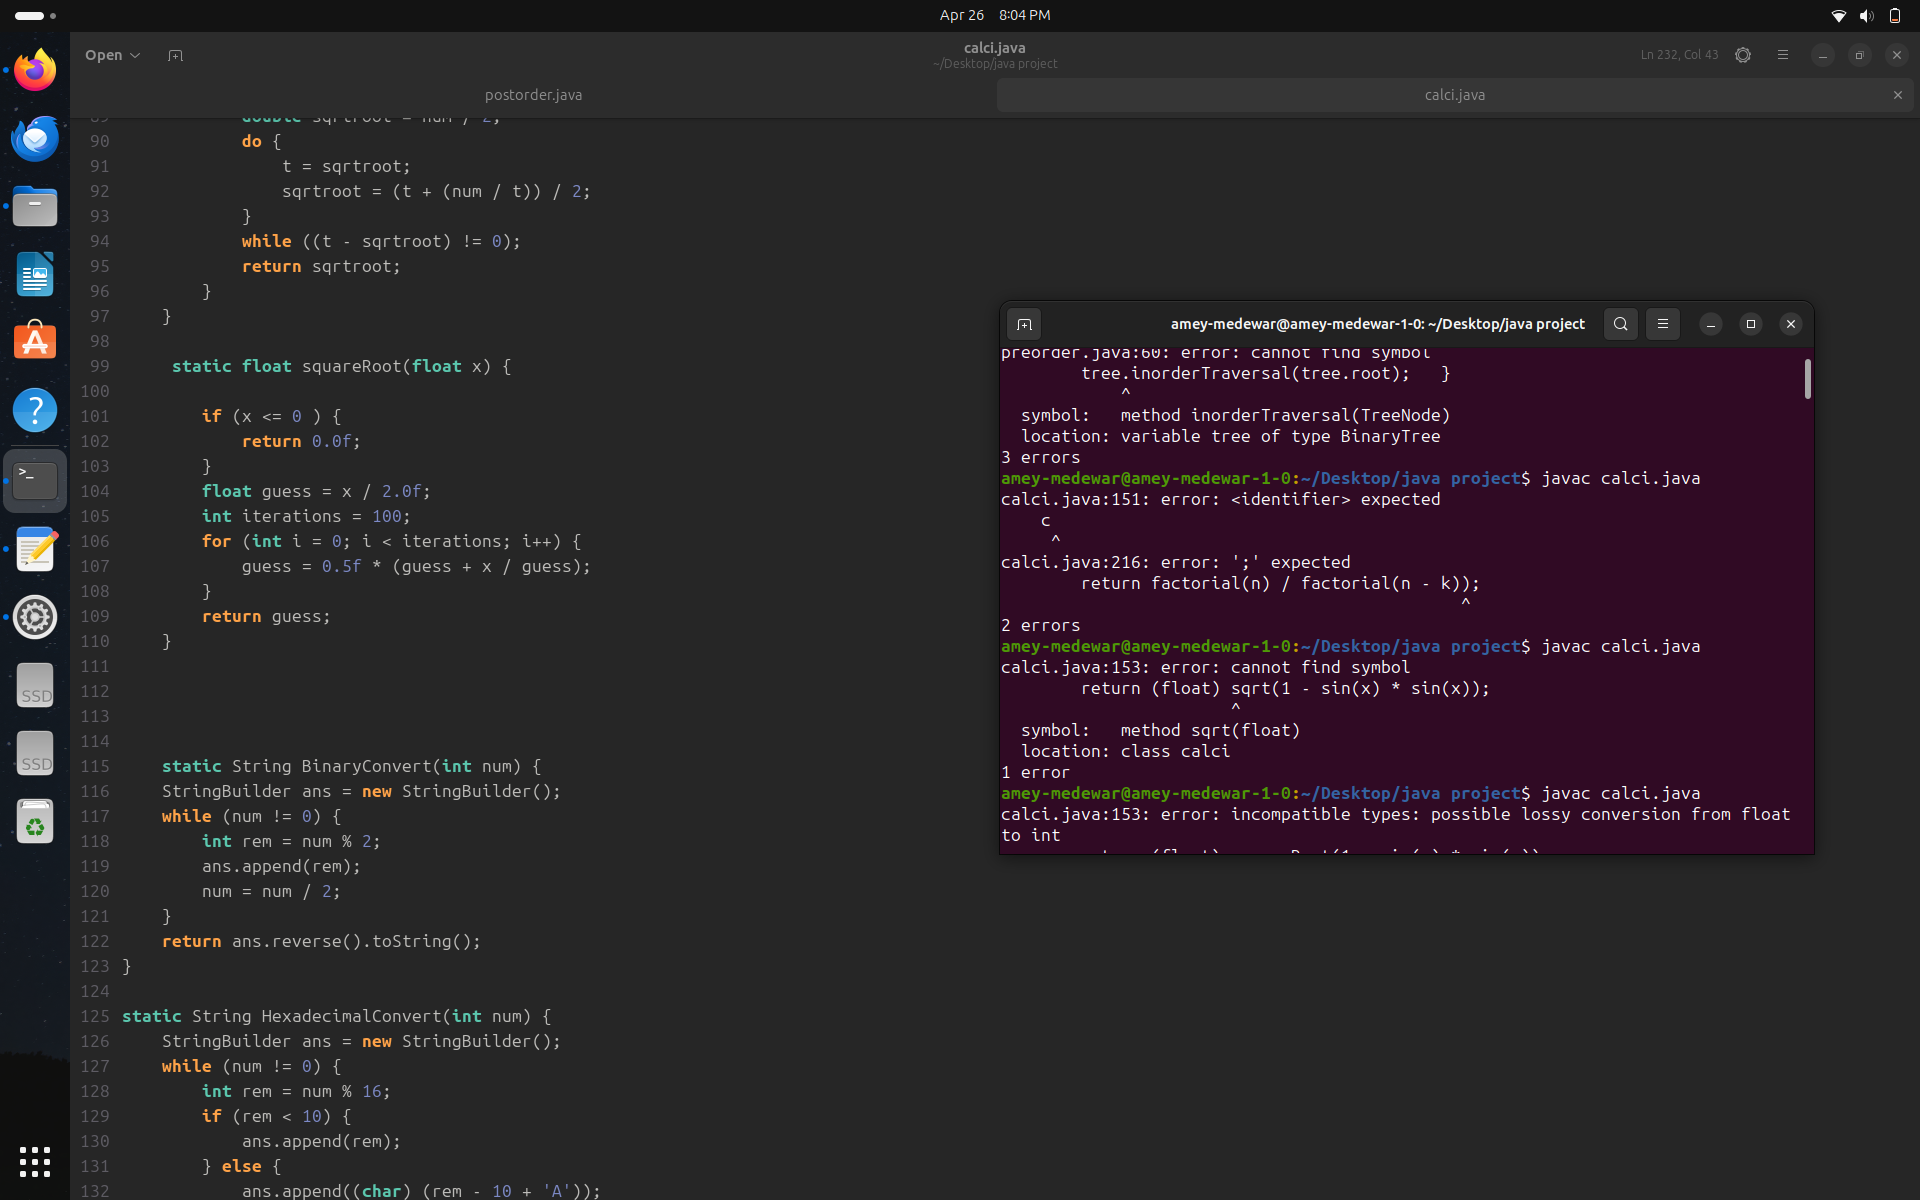 Apr 26 8:04 PM
Open
calci.java
~/Desktop/java project
Ln 232, Col 43
postorder.java
calci.java
89 double sqrtroot = num / 2;
90 do {
91 t = sqrtroot;
92 sqrtroot = (t + (num / t)) / 2;
93 }
94 while ((t - sqrtroot) != 0);
95 return sqrtroot;
96 }
97 }
98
99 static float squareRoot(float x) {
100
101 if (x <= 0 ) {
102 return 0.0f;
103 }
104 float guess = x / 2.0f;
105 int iterations = 100;
106 for (int i = 0; i < iterations; i++) {
107 guess = 0.5f * (guess + x / guess);
108 }
109 return guess;
110 }
111
112
113
114
115 static String BinaryConvert(int num) {
116 StringBuilder ans = new StringBuilder();
117 while (num != 0) {
118 int rem = num % 2;
119 ans.append(rem);
120 num = num / 2;
121 }
122 return ans.reverse().toString();
123 }
124
125 static String HexadecimalConvert(int num) {
126 StringBuilder ans = new StringBuilder();
127 while (num != 0) {
128 int rem = num % 16;
129 if (rem < 10) {
130 ans.append(rem);
131 } else {
132 ans.append((char) (rem - 10 + 'A'));
SSD
SSD
amey-medewar@amey-medewar-1-0: ~/Desktop/java project
preorder.java:60: error: cannot find symbol
tree.inorderTraversal(tree.root); }
^
symbol: method inorderTraversal(TreeNode)
location: variable tree of type BinaryTree
3 errors
amey-medewar@amey-medewar-1-0:~/Desktop/java project$ javac calci.java
calci.java:151: error: <identifier> expected
c
^
calci.java:216: error: ';' expected
return factorial(n) / factorial(n - k));
^
2 errors
amey-medewar@amey-medewar-1-0:~/Desktop/java project$ javac calci.java
calci.java:153: error: cannot find symbol
return (float) sqrt(1 - sin(x) * sin(x));
^
symbol: method sqrt(float)
location: class calci
1 error
amey-medewar@amey-medewar-1-0:~/Desktop/java project$ javac calci.java
calci.java:153: error: incompatible types: possible lossy conversion from float
to int